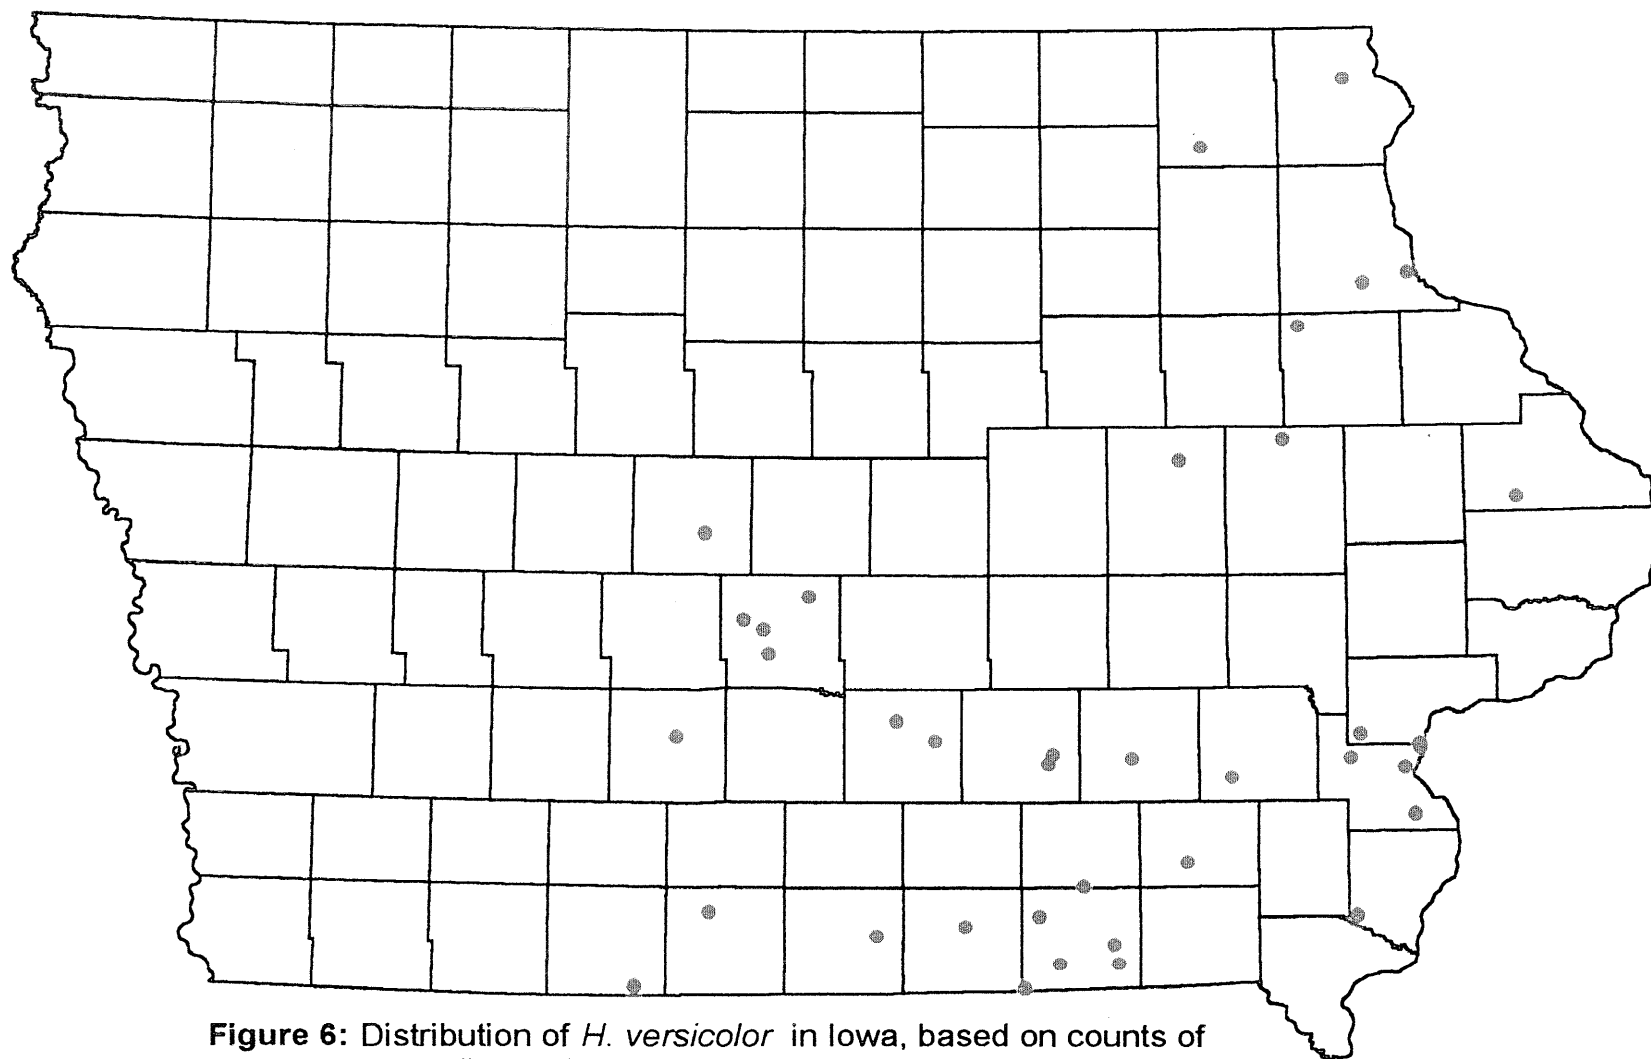 Figure 6: Distribution of H. versicolor in Iowa, based on counts of